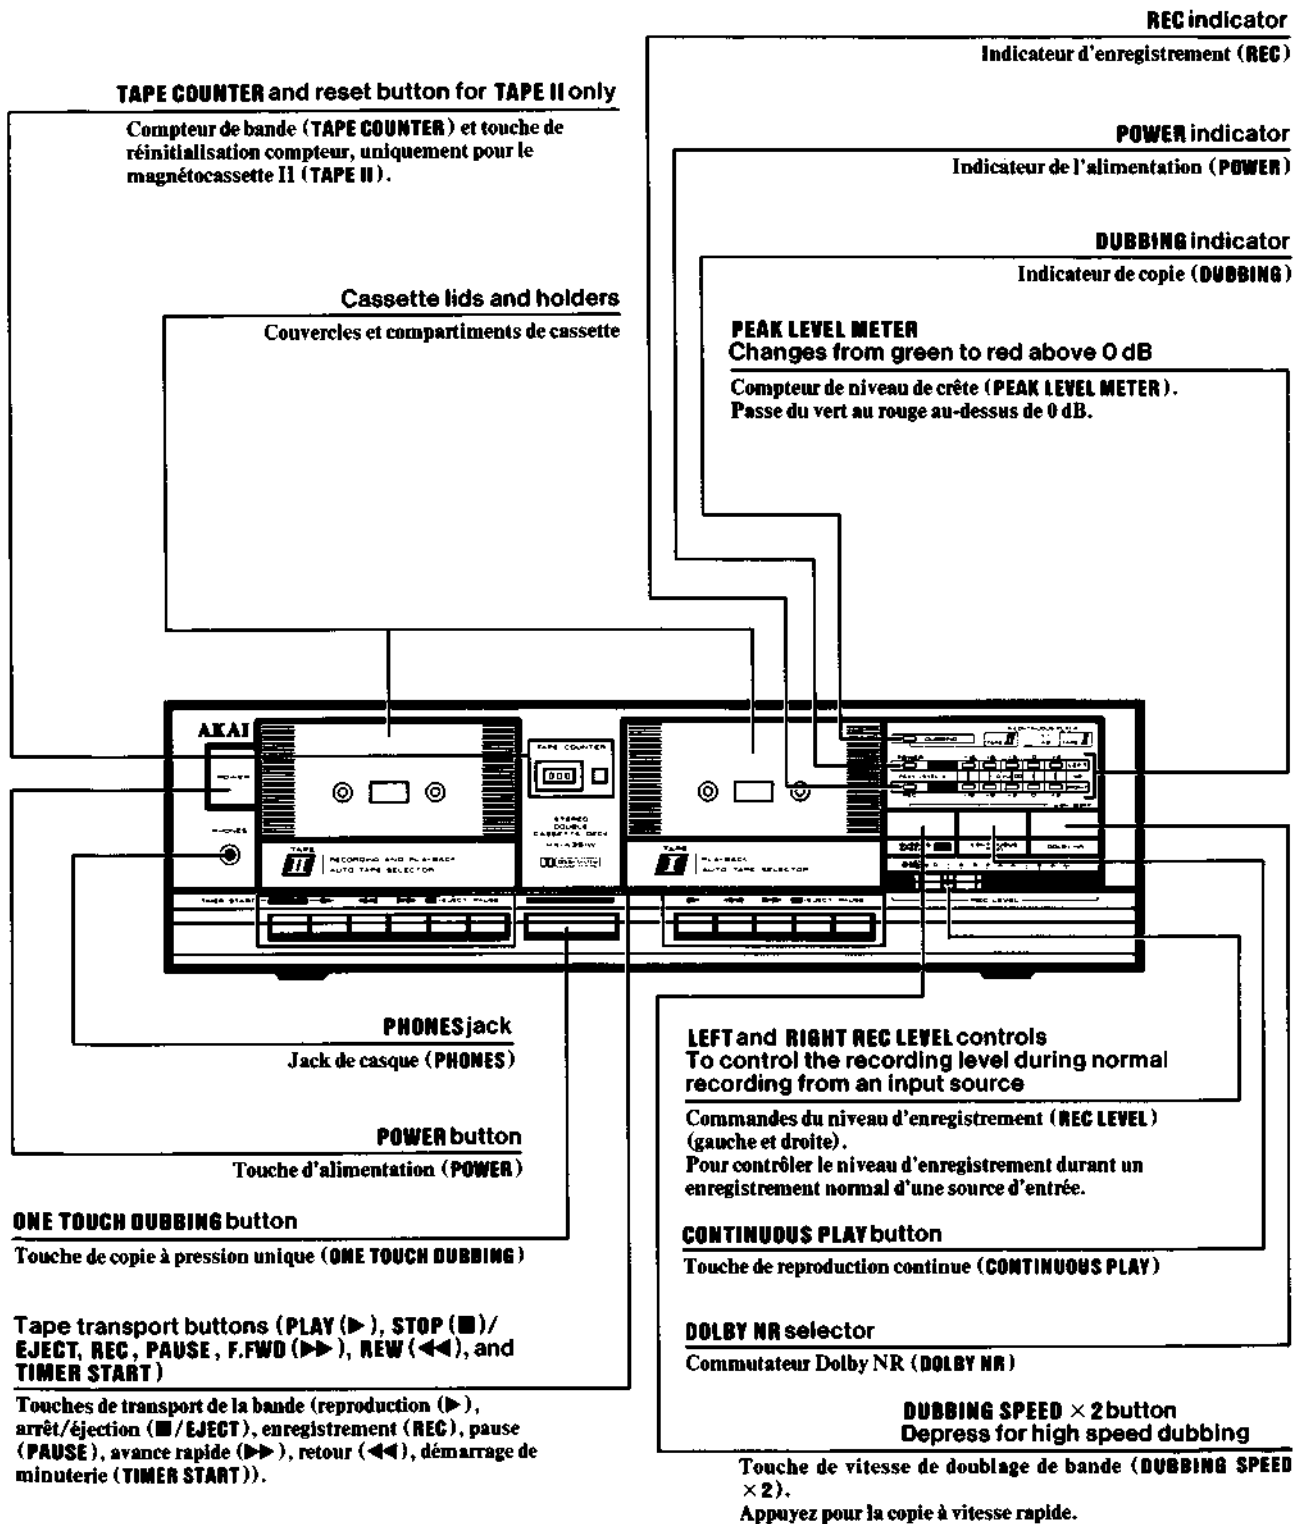 REC indicator
Indicateur d'enregistrement (REC)
TAPE COUNTER and reset button for TAPE II only
Compteur de bande (TAPE COUNTER) et touche de
réinitialisation compteur, uniquement pour le
magnétocassette II (TAPE II).
POWER indicator
Indicateur de l'alimentation (POWER)
DUBBING indicator
Indicateur de copie (DUBBING)
Cassette lids and holders
Couvercles et compartiments de cassette
PEAK LEVEL METER
Changes from green to red above 0 dB
Compteur de niveau de crête (PEAK LEVEL METER).
Passe du vert au rouge au-dessus de 0 dB.
AKAI
POWER
PHONES
TAPE COUNTER
000
STEREO
DOUBLE
CASSETTE DECK
TAPE
II
RECORDING AND PLAYBACK
AUTO TAPE SELECTOR
TAPE
I
PLAYBACK
AUTO TAPE SELECTOR
DUBBING
POWER
REC
DOLBY NR
TIMER START
EJECT PAUSE
EJECT PAUSE
REC LEVEL
PHONES jack
Jack de casque (PHONES)
POWER button
Touche d'alimentation (POWER)
ONE TOUCH DUBBING button
Touche de copie à pression unique (ONE TOUCH DUBBING)
Tape transport buttons (PLAY (▶), STOP (■)/
EJECT, REC, PAUSE, F.FWD (▶▶), REW (◀◀), and
TIMER START)
Touches de transport de la bande (reproduction (▶),
arrêt/éjection (■/EJECT), enregistrement (REC), pause
(PAUSE), avance rapide (▶▶), retour (◀◀), démarrage de
minuterie (TIMER START)).
LEFT and RIGHT REC LEVEL controls
To control the recording level during normal
recording from an input source
Commandes du niveau d'enregistrement (REC LEVEL)
(gauche et droite).
Pour contrôler le niveau d'enregistrement durant un
enregistrement normal d'une source d'entrée.
CONTINUOUS PLAY button
Touche de reproduction continue (CONTINUOUS PLAY)
DOLBY NR selector
Commutateur Dolby NR (DOLBY NR)
DUBBING SPEED × 2 button
Depress for high speed dubbing
Touche de vitesse de doublage de bande (DUBBING SPEED
× 2).
Appuyez pour la copie à vitesse rapide.